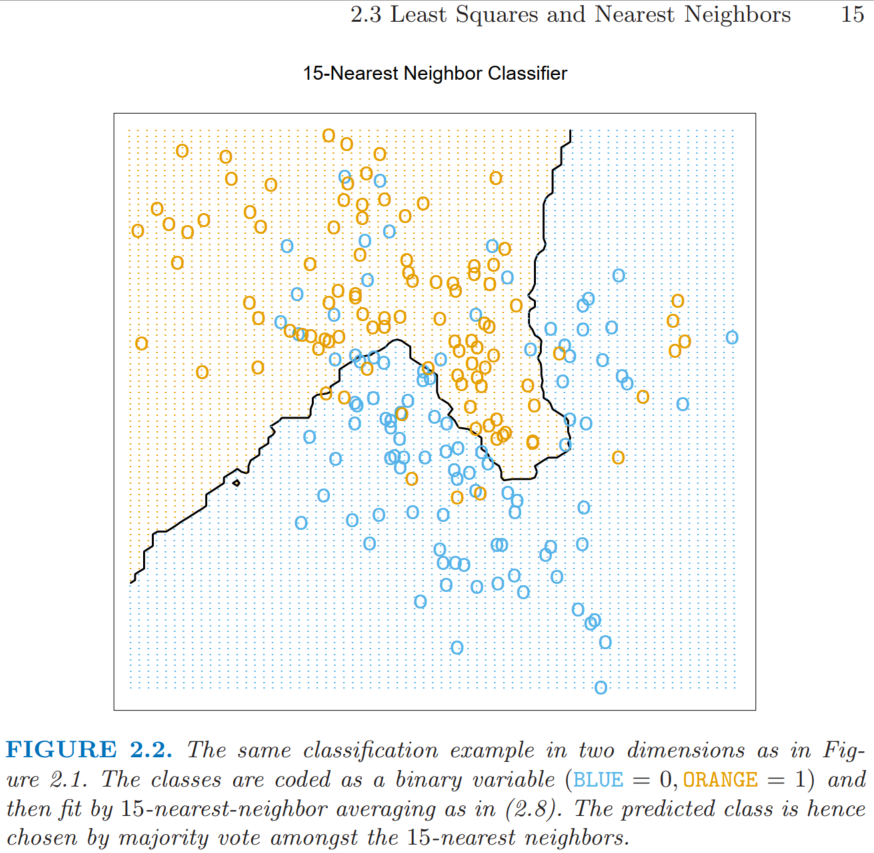 2.3 Least Squares and Nearest Neighbors 15
15-Nearest Neighbor Classifier
FIGURE 2.2. The same classification example in two dimensions as in Fig-
ure 2.1. The classes are coded as a binary variable (BLUE = 0, ORANGE = 1) and
then fit by 15-nearest-neighbor averaging as in (2.8). The predicted class is hence
chosen by majority vote amongst the 15-nearest neighbors.